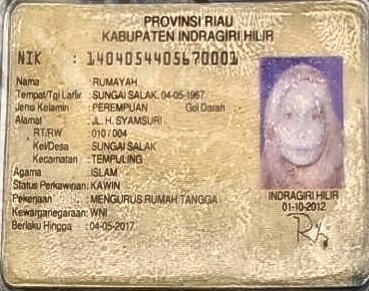 PROVINSI RIAU
KABUPATEN INDRAGIRI HILIR
NIK : 1404054405670001
Nama : RUMAYAH
Tempat/Tgl Lahir : SUNGAI SALAK, 04-05-1967
Jenis Kelamin : PEREMPUAN Gol Darah
Alamat : JL. H. SYAMSURI
RT/RW : 010 / 004
Kel/Desa : SUNGAI SALAK
Kecamatan : TEMPULING
Agama : ISLAM
Status Perkawinan: KAWIN
Pekerjaan : MENGURUS RUMAH TANGGA
Kewarganegaraan: WNI
Berlaku Hingga : 04-05-2017
INDRAGIRI HILIR
01-10-2012